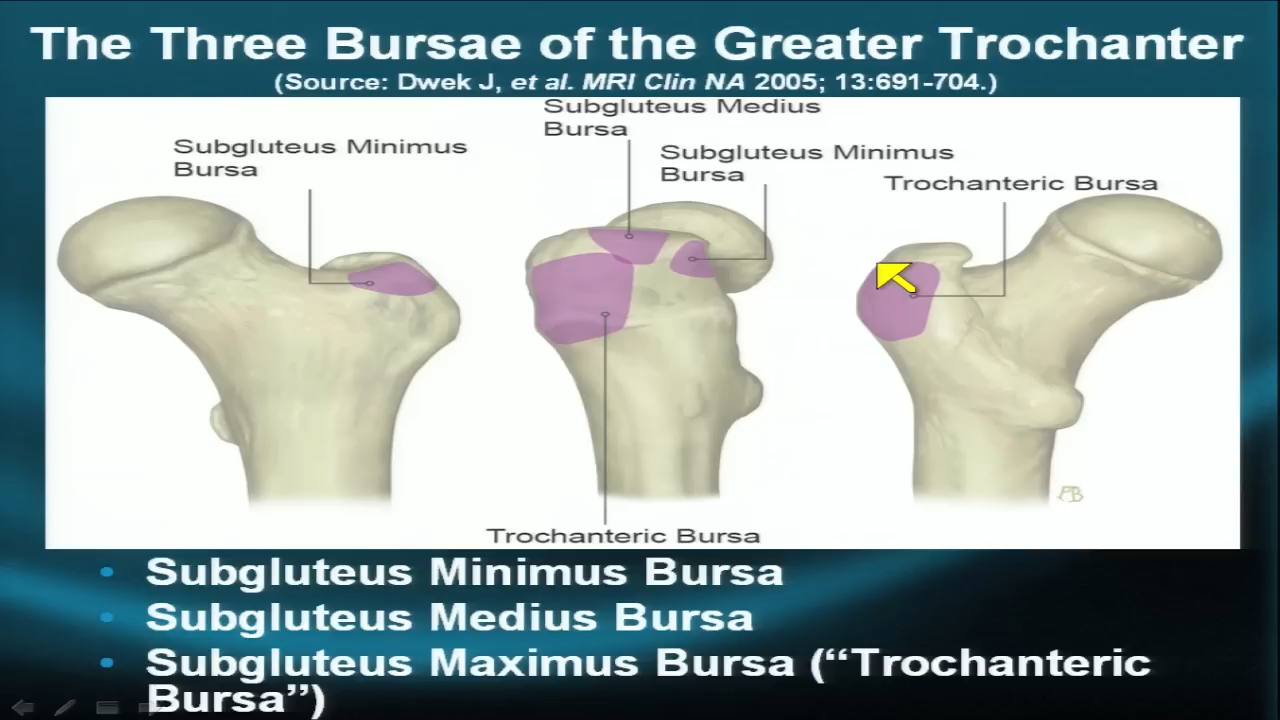 The Three Bursae of the Greater Trochanter
(Source: Dwek J, et al. MRI Clin NA 2005; 13:691-704.)
Subgluteus Medius
Bursa
Subgluteus Minimus
Bursa
Subgluteus Minimus
Bursa
Trochanteric Bursa
Trochanteric Bursa
• Subgluteus Minimus Bursa
• Subgluteus Medius Bursa
• Subgluteus Maximus Bursa (“Trochanteric
Bursa”)